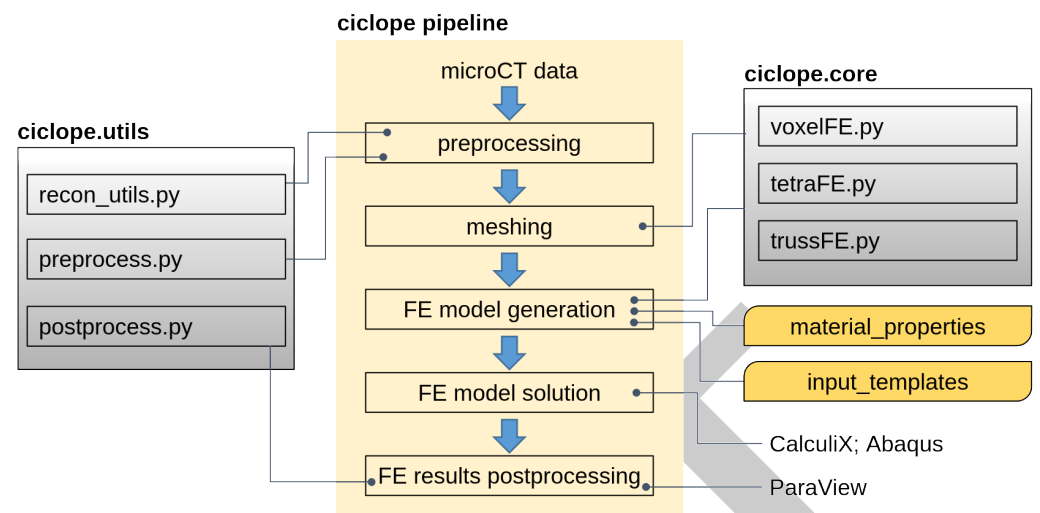 ciclope pipeline
microCT data
preprocessing
meshing
FE model generation
FE model solution
FE results postprocessing
ciclope.utils
recon_utils.py
preprocess.py
postprocess.py
ciclope.core
voxelFE.py
tetraFE.py
trussFE.py
material_properties
input_templates
CalculiX; Abaqus
ParaView